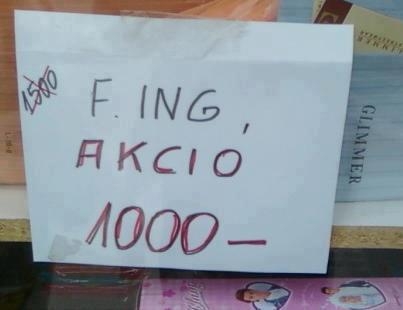 1500
F. ING,
AKCIÓ
1000-
GLIMMER